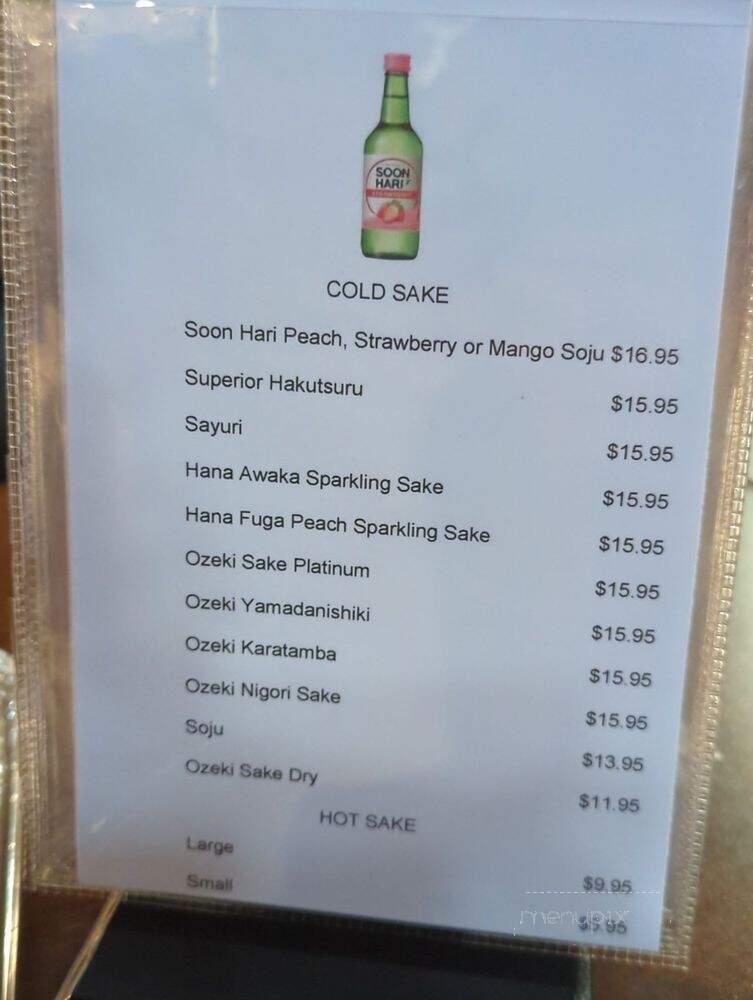 SOON
HARI
COLD SAKE
Soon Hari Peach, Strawberry or Mango Soju $16.95
Superior Hakutsuru $15.95
Sayuri $15.95
Hana Awaka Sparkling Sake $15.95
Hana Fuga Peach Sparkling Sake $15.95
Ozeki Sake Platinum $15.95
Ozeki Yamadanishiki $15.95
Ozeki Karatamba $15.95
Ozeki Nigori Sake $15.95
Soju $13.95
Ozeki Sake Dry $11.95
HOT SAKE
Large $9.95
Small
menupix